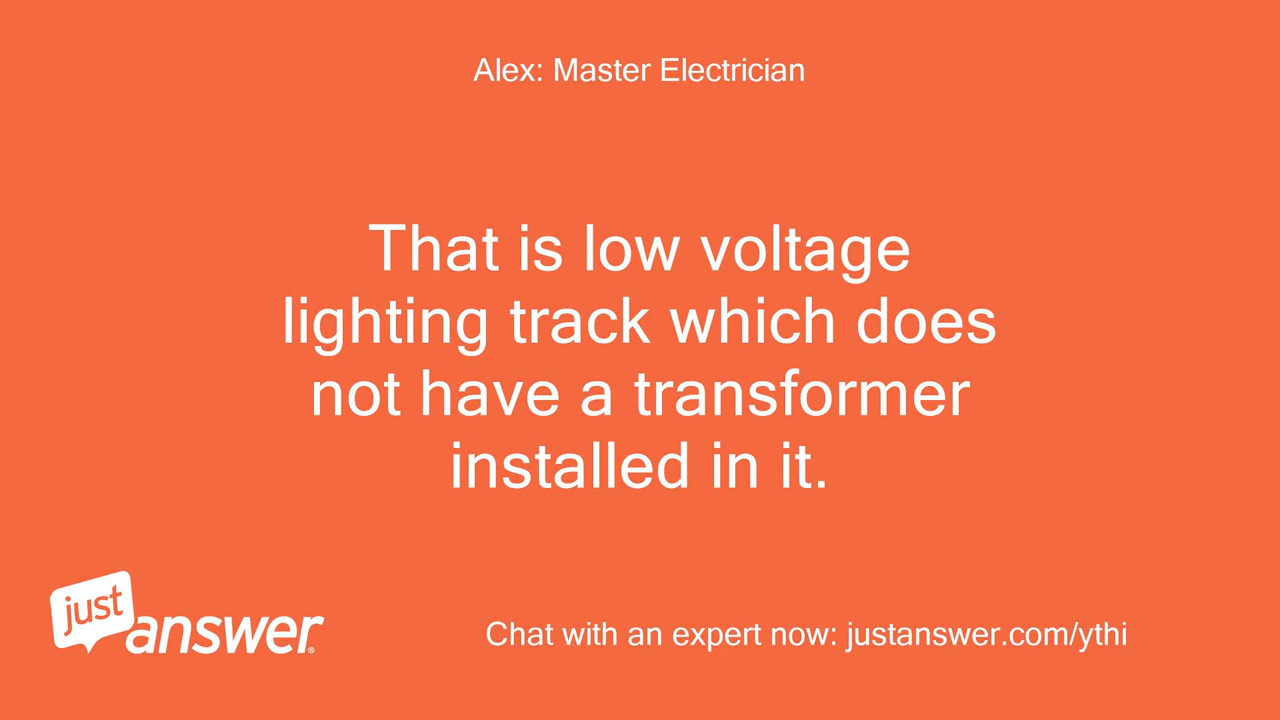 Alex: Master Electrician
That is low voltage
lighting track which does
not have a transformer
installed in it.
just
answer®
Chat with an expert now: justanswer.com/ythi